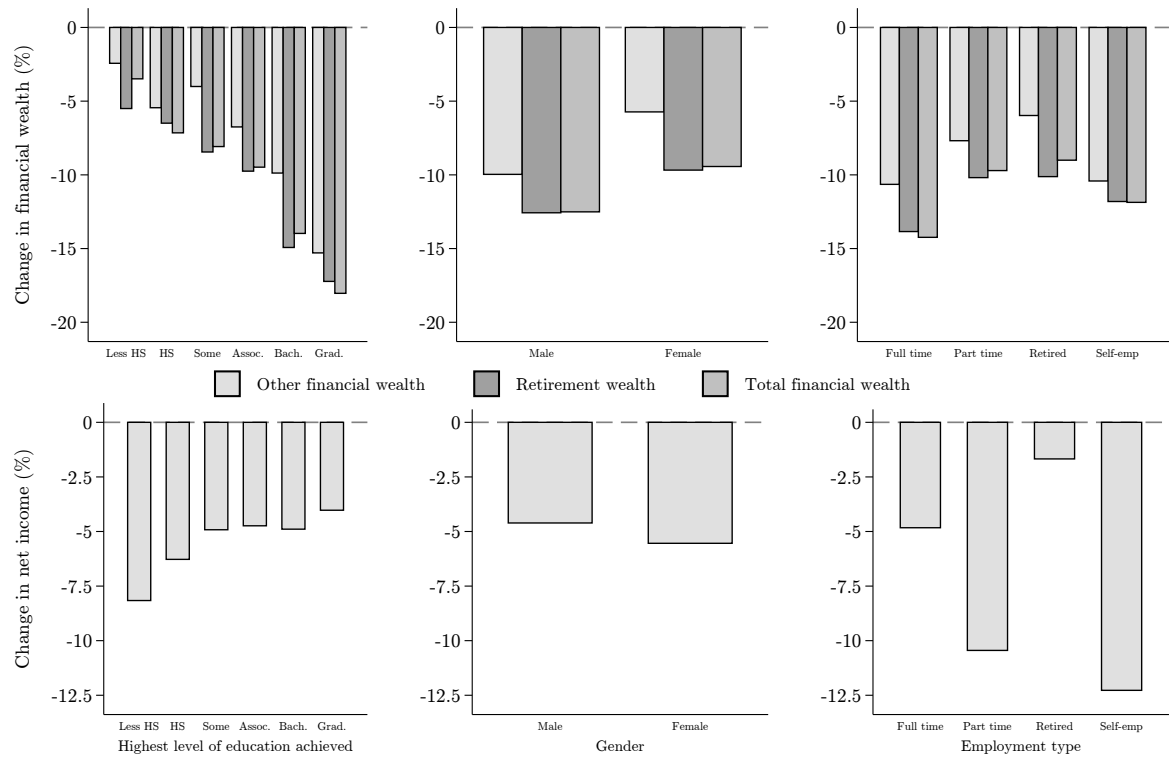 Change in financial wealth (%)
0
-5
-10
-15
-20
Less HS HS Some Assoc. Bach. Grad.
0
-5
-10
-15
-20
Male Female
0
-5
-10
-15
-20
Full time Part time Retired Self-emp
Other financial wealth Retirement wealth Total financial wealth
Change in net income (%)
0
-2.5
-5
-7.5
-10
-12.5
Less HS HS Some Assoc. Bach. Grad.
Highest level of education achieved
0
-2.5
-5
-7.5
-10
-12.5
Male Female
Gender
0
-2.5
-5
-7.5
-10
-12.5
Full time Part time Retired Self-emp
Employment type